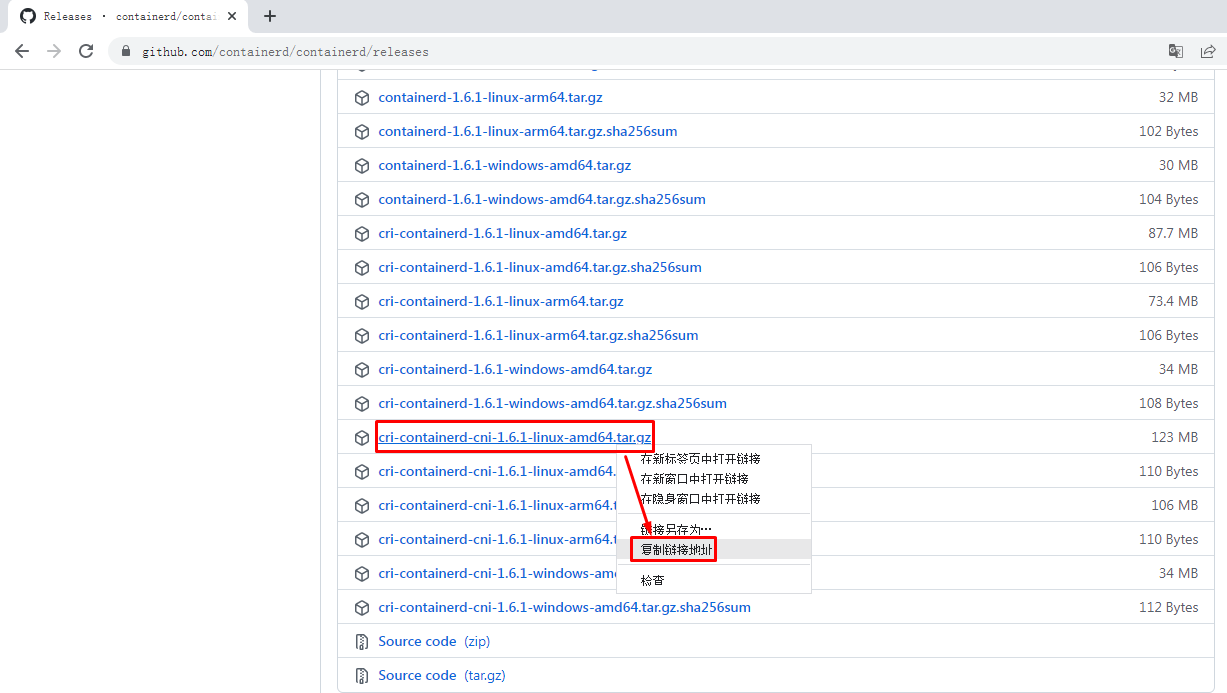 Releases · containerd/contai
github.com/containerd/containerd/releases
containerd-1.6.1-linux-arm64.tar.gz 32 MB
containerd-1.6.1-linux-arm64.tar.gz.sha256sum 102 Bytes
containerd-1.6.1-windows-amd64.tar.gz 30 MB
containerd-1.6.1-windows-amd64.tar.gz.sha256sum 104 Bytes
cri-containerd-1.6.1-linux-amd64.tar.gz 87.7 MB
cri-containerd-1.6.1-linux-amd64.tar.gz.sha256sum 106 Bytes
cri-containerd-1.6.1-linux-arm64.tar.gz 73.4 MB
cri-containerd-1.6.1-linux-arm64.tar.gz.sha256sum 106 Bytes
cri-containerd-1.6.1-windows-amd64.tar.gz 34 MB
cri-containerd-1.6.1-windows-amd64.tar.gz.sha256sum 108 Bytes
cri-containerd-cni-1.6.1-linux-amd64.tar.gz 123 MB
在新标签页中打开链接
cri-containerd-cni-1.6.1-linux-amd64. 110 Bytes
在新窗口中打开链接
在隐身窗口中打开链接
cri-containerd-cni-1.6.1-linux-arm64.t 106 MB
链接另存为…
cri-containerd-cni-1.6.1-linux-arm64.t 110 Bytes
复制链接地址
cri-containerd-cni-1.6.1-windows-am 34 MB
检查
cri-containerd-cni-1.6.1-windows-amd64.tar.gz.sha256sum 112 Bytes
Source code (zip)
Source code (tar.gz)